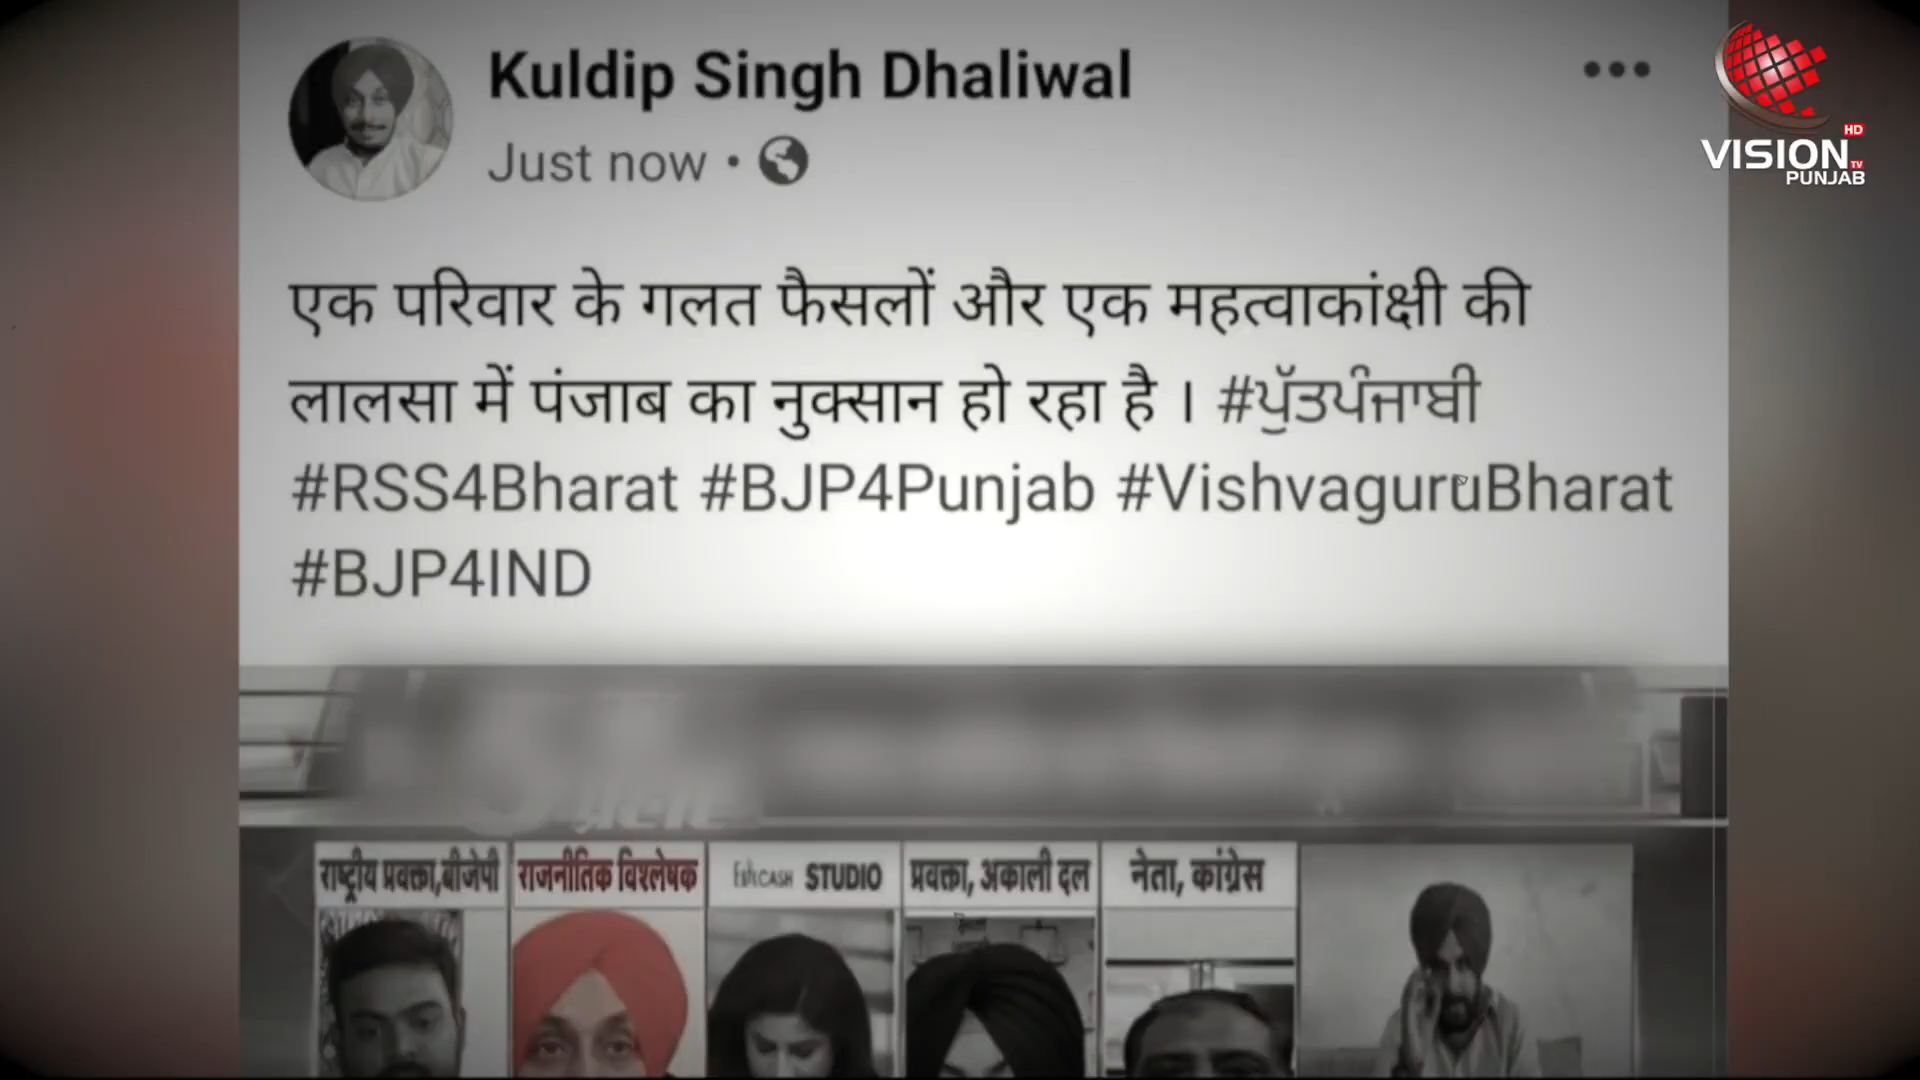 Kuldip Singh Dhaliwal
Just now
एक परिवार के गलत फैसलों और एक महत्वाकांक्षी की
लालसा में पंजाब का नुक्सान हो रहा है । #ਪੁੱਤਪੰਜਾਬੀ
#RSS4Bharat #BJP4Punjab #VishvaguruBharat
#BJP4IND
राष्ट्रीय प्रवक्ता,बीजेपी
राजनीतिक विश्लेषक
STUDIO
प्रवक्ता, अकाली दल
नेता, कांग्रेस
HD
VISION
TV
PUNJAB